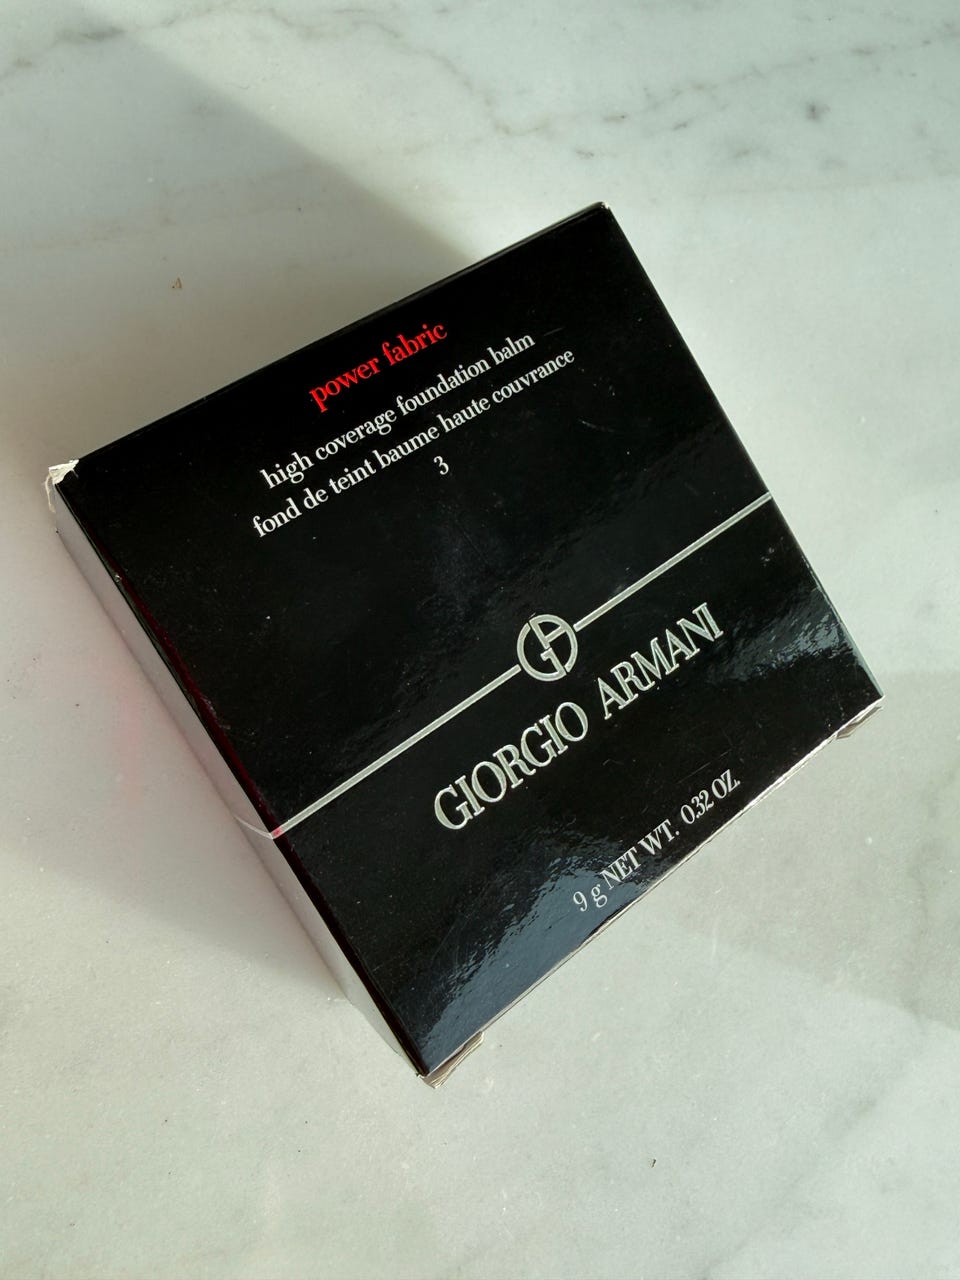 power fabric
high coverage foundation balm
fond de teint baume haute couvrance
3
GA
GIORGIO ARMANI
9 g NET WT. 0.32 OZ.